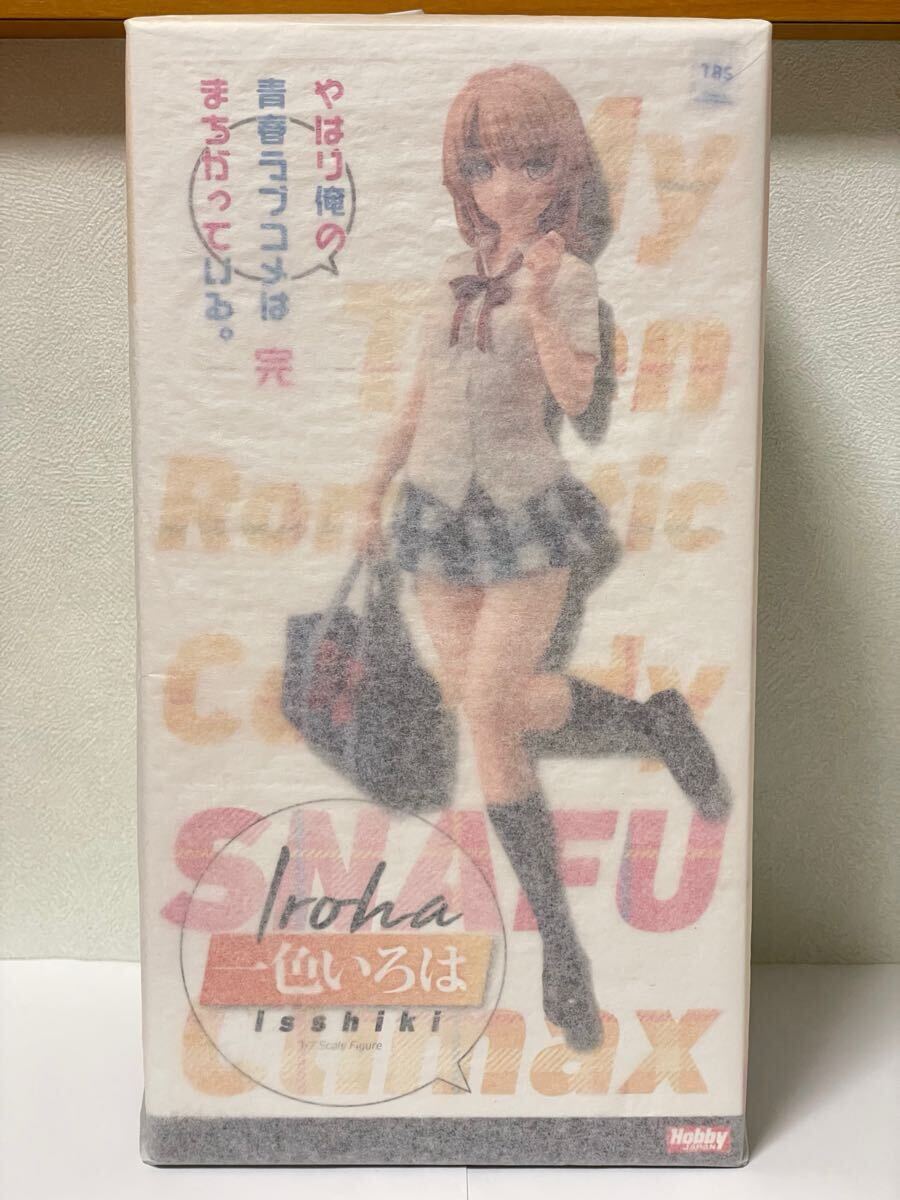 やはり俺の
青春ラブコメは
まちがっている。
完
TBS
My
Teen
Romantic
Comedy
SNAFU
Climax
Iroha
一色いろは
isshiki
1/7 Scale Figure
Hobby
JAPAN